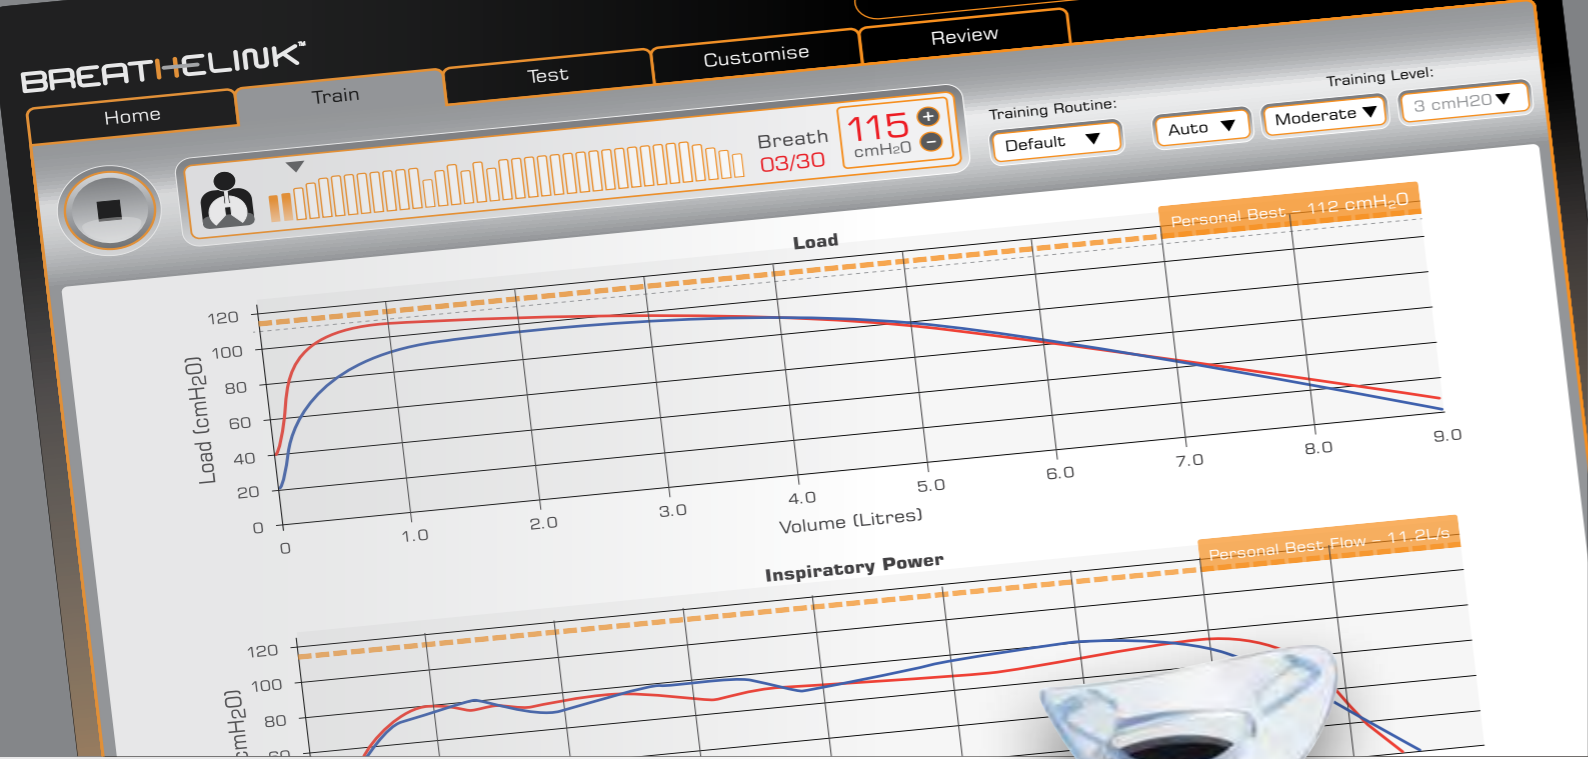 BREATHELINK™
Home
Train
Test
Customise
Review
Breath
03/30
115
cmH₂O
+
−
Training Routine:
Default
Training Level:
Auto
Moderate
3 cmH20
Load
Personal Best – 112 cmH₂O
Load (cmH2O)
120
100
80
60
40
20
0
0
1.0
2.0
3.0
4.0
5.0
6.0
7.0
8.0
9.0
Volume (Litres)
Inspiratory Power
Personal Best Flow – 11.2L/s
120
100
80
60
cmH2O)